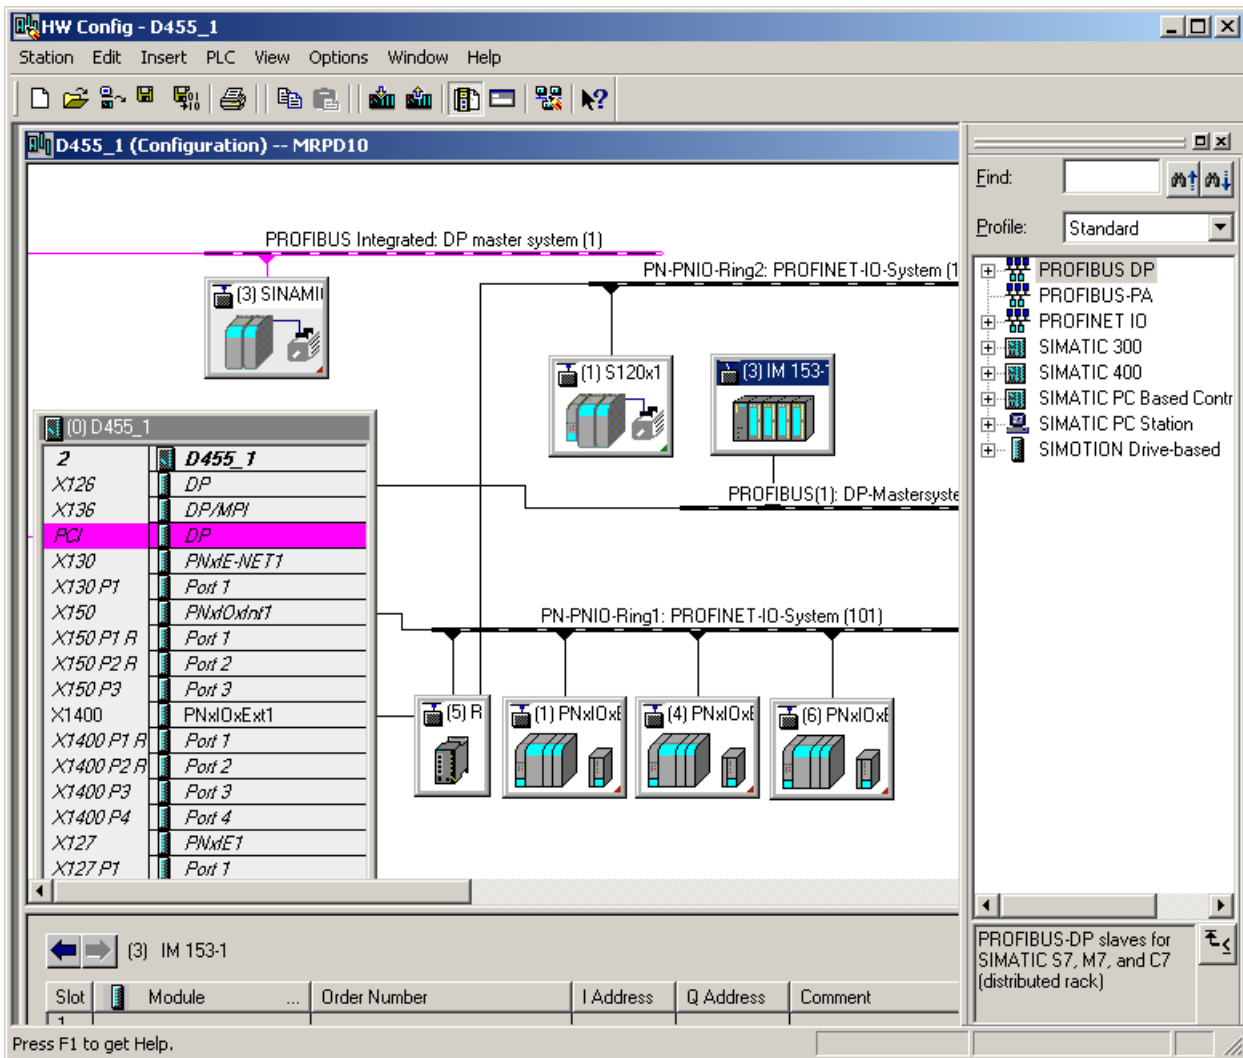 HW Config - D455_1
Station Edit Insert PLC View Options Window Help
D455_1 (Configuration) -- MRPD10
PROFIBUS Integrated: DP master system (1)
(3) SINAMI
PN-PNIO-Ring2: PROFINET-IO-System (1
(1) S120x1
(3) IM 153-1
PROFIBUS(1): DP-Mastersyste
(0) D455_1
2 D455_1
X126 DP
X136 DP/MPI
PCI DP
X130 PNxIE-NET1
X130 P1 Port 1
X150 PNxIOxInt1
X150 P1 R Port 1
X150 P2 R Port 2
X150 P3 Port 3
X1400 PNxIOxExt1
X1400 P1 R Port 1
X1400 P2 R Port 2
X1400 P3 Port 3
X1400 P4 Port 4
X127 PNxIE1
X127 P1 Port 1
PN-PNIO-Ring1: PROFINET-IO-System (101)
(5) R
(1) PNxIOxE
(4) PNxIOxE
(6) PNxIOxE
(3) IM 153-1
Slot Module ... Order Number I Address Q Address Comment
1
Find:
Profile: Standard
PROFIBUS DP
PROFIBUS-PA
PROFINET IO
SIMATIC 300
SIMATIC 400
SIMATIC PC Based Contr
SIMATIC PC Station
SIMOTION Drive-based
PROFIBUS-DP slaves for
SIMATIC S7, M7, and C7
(distributed rack)
Press F1 to get Help.